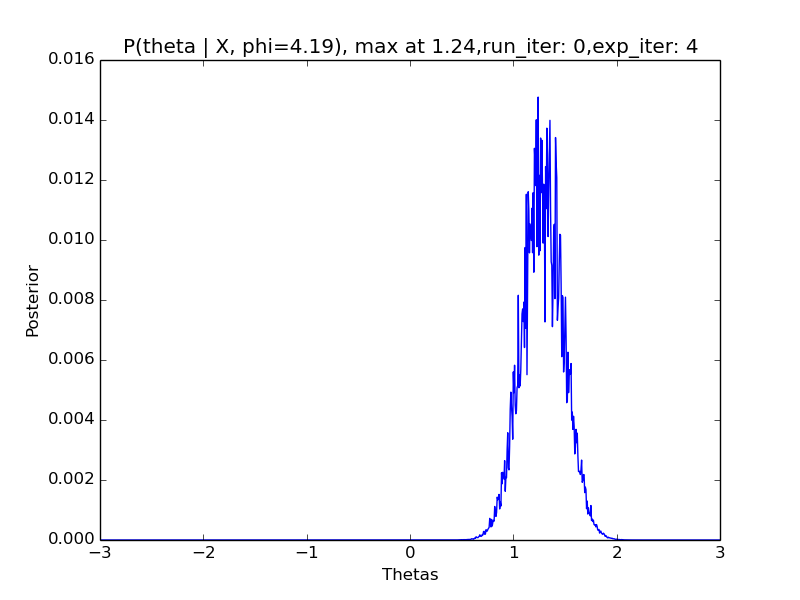 P(theta | X, phi=4.19), max at 1.24,run_iter: 0,exp_iter: 4
0.016
0.014
0.012
0.010
0.008
0.006
0.004
0.002
0.000
Posterior
−3 −2 −1 0 1 2 3
Thetas